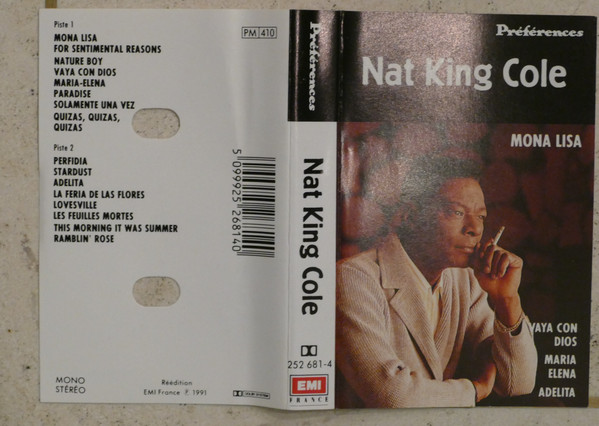 Piste 1
MONA LISA
FOR SENTIMENTAL REASONS
NATURE BOY
VAYA CON DIOS
MARIA-ELENA
PARADISE
SOLAMENTE UNA VEZ
QUIZAS, QUIZAS,
QUIZAS
Piste 2
PERFIDIA
STARDUST
ADELITA
LA FERIA DE LAS FLORES
LOVESVILLE
LES FEUILLES MORTES
THIS MORNING IT WAS SUMMER
RAMBLIN' ROSE
MONO
STÉRÉO
Réédition
EMI France ℗ 1991
DOLBY SYSTEM
PM 410
5 099925 268140
Préférences
Nat King Cole
252 681-4
EMI
FRANCE
Préférences
Nat King Cole
MONA LISA
VAYA CON
DIOS
MARIA
ELENA
ADELITA